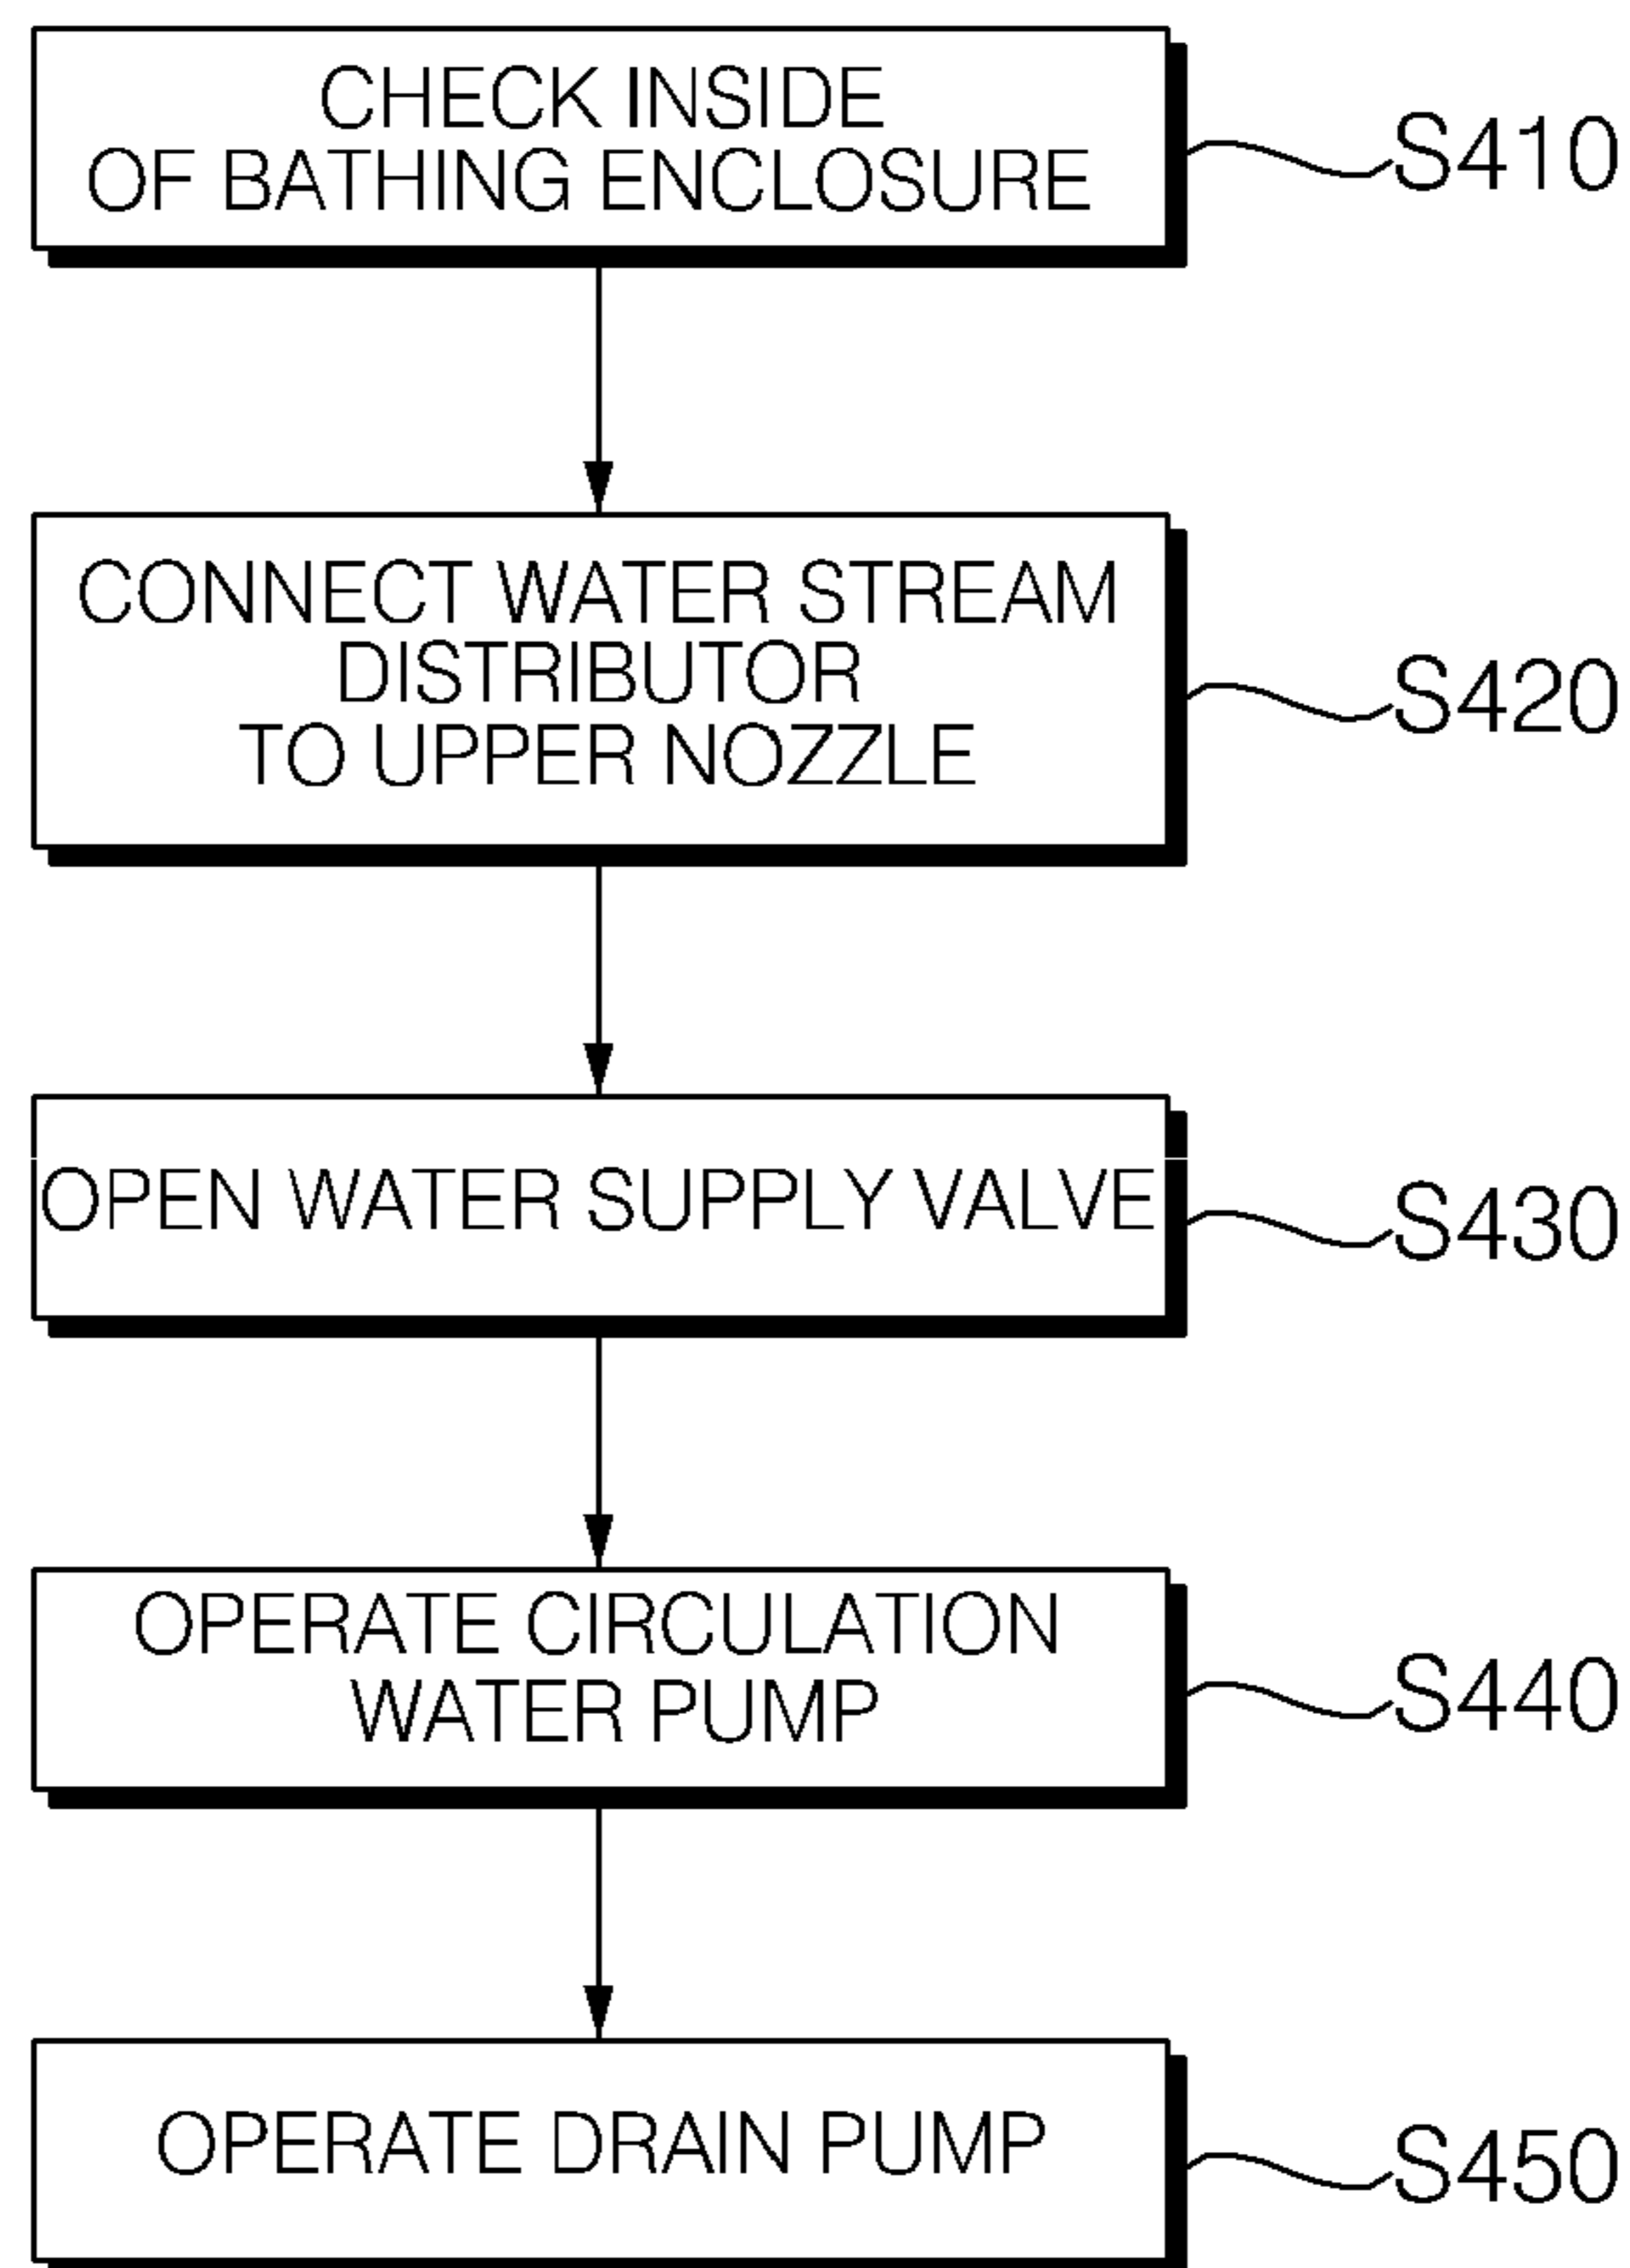 CHECK INSIDE
OF BATHING ENCLOSURE
S410
CONNECT WATER STREAM
DISTRIBUTOR
TO UPPER NOZZLE
S420
OPEN WATER SUPPLY VALVE
S430
OPERATE CIRCULATION
WATER PUMP
S440
OPERATE DRAIN PUMP
S450